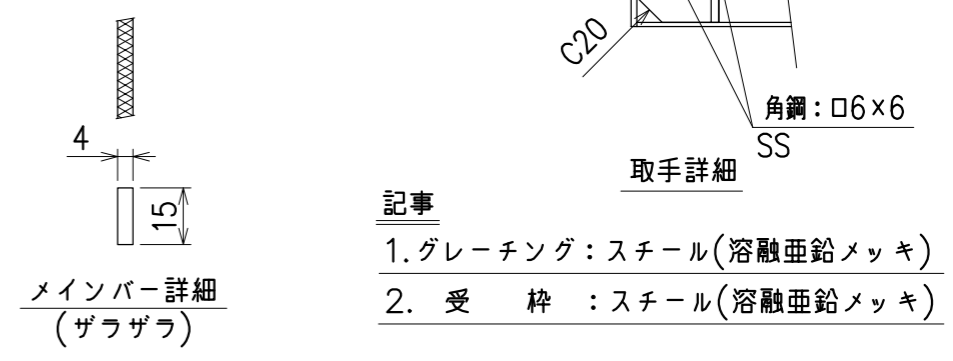 C20
角鋼：□6×6
SS
取手詳細
4
15
メインバー詳細
(ザラザラ)
記事
1.グレーチング：スチール(溶融亜鉛メッキ)
2. 受　枠　：スチール(溶融亜鉛メッキ)